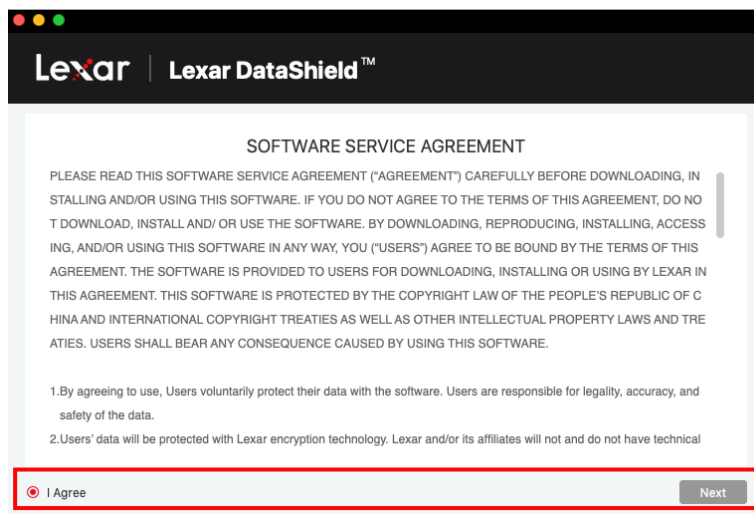 Lexar | Lexar DataShield™
SOFTWARE SERVICE AGREEMENT
PLEASE READ THIS SOFTWARE SERVICE AGREEMENT (“AGREEMENT”) CAREFULLY BEFORE DOWNLOADING, IN
STALLING AND/OR USING THIS SOFTWARE. IF YOU DO NOT AGREE TO THE TERMS OF THIS AGREEMENT, DO NO
T DOWNLOAD, INSTALL AND/ OR USE THE SOFTWARE. BY DOWNLOADING, REPRODUCING, INSTALLING, ACCESS
ING, AND/OR USING THIS SOFTWARE IN ANY WAY, YOU (“USERS”) AGREE TO BE BOUND BY THE TERMS OF THIS
AGREEMENT. THE SOFTWARE IS PROVIDED TO USERS FOR DOWNLOADING, INSTALLING OR USING BY LEXAR IN
THIS AGREEMENT. THIS SOFTWARE IS PROTECTED BY THE COPYRIGHT LAW OF THE PEOPLE'S REPUBLIC OF C
HINA AND INTERNATIONAL COPYRIGHT TREATIES AS WELL AS OTHER INTELLECTUAL PROPERTY LAWS AND TRE
ATIES. USERS SHALL BEAR ANY CONSEQUENCE CAUSED BY USING THIS SOFTWARE.
1.By agreeing to use, Users voluntarily protect their data with the software. Users are responsible for legality, accuracy, and
safety of the data.
2.Users’ data will be protected with Lexar encryption technology. Lexar and/or its affiliates will not and do not have technical
I Agree
Next